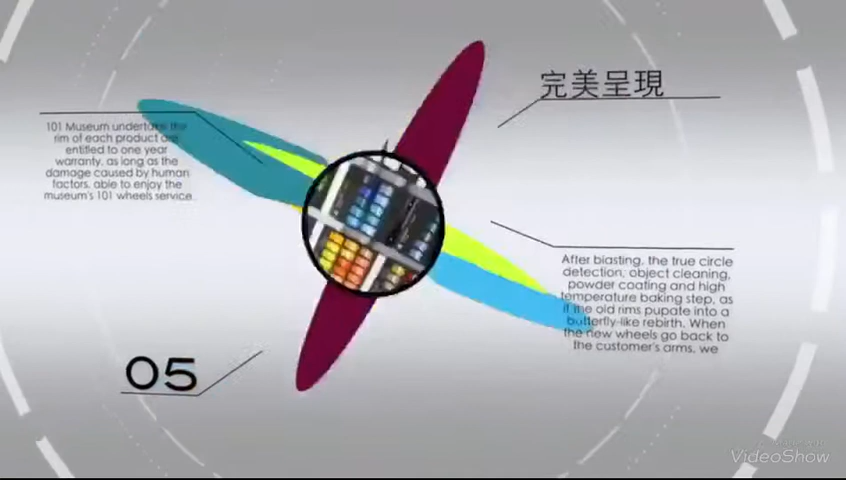 完美呈現
101 Museum undertake the
rim of each product are
entitled to one year
warranty, as long as the
damage caused by human
factors, able to enjoy the
museum's 101 wheels service.
After blasting, the true circle
detection, object cleaning,
powder coating and high
temperature baking step, as
if the old rims pupate into a
butterfly-like rebirth. When
the new wheels go back to
the customer's arms, we
05
VideoShow